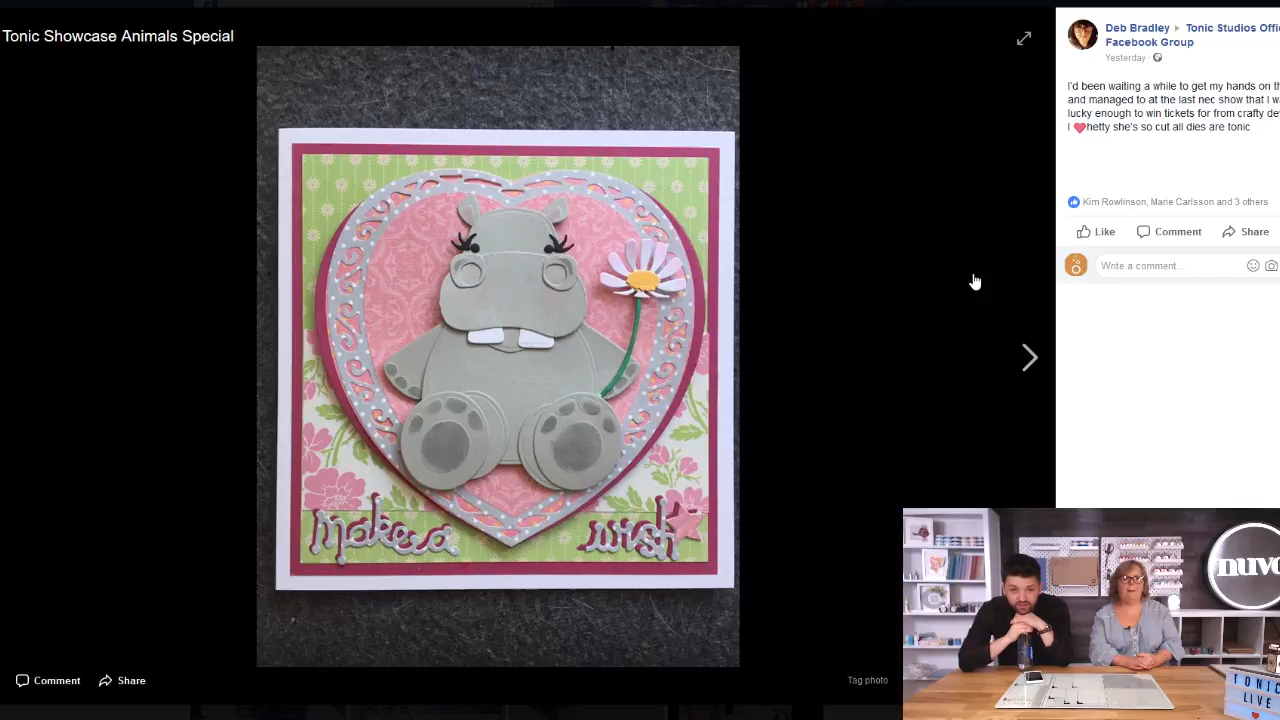 Tonic Showcase Animals Special
Deb Bradley ▸ Tonic Studios Offi
Facebook Group
Yesterday ·
I'd been waiting a while to get my hands on th
and managed to at the last nec show that I w
lucky enough to win tickets for from crafty de
I ❤hetty she's so cut all dies are tonic
Kim Rowlinson, Marie Carlsson and 3 others
Like Comment Share
Write a comment...
make a wish
nuvo
TONIC
LIVE
Comment Share
Tag photo